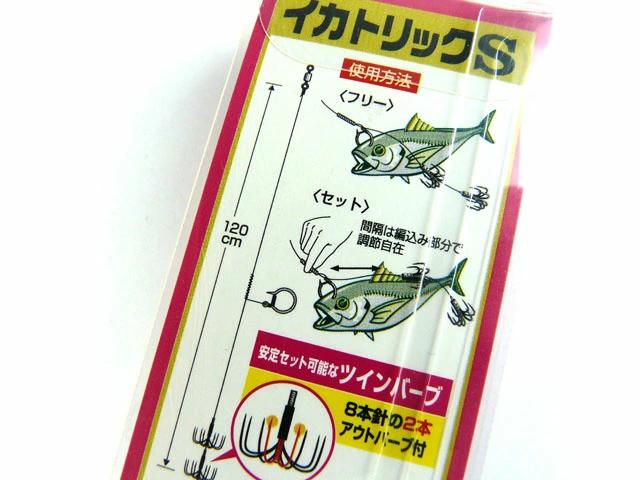 イカトリックS
使用方法
〈フリー〉
〈セット〉
間隔は編込み部分で
調節自在
120
cm
安定セット可能なツインバーブ
8本針の2本
アウトバーブ付